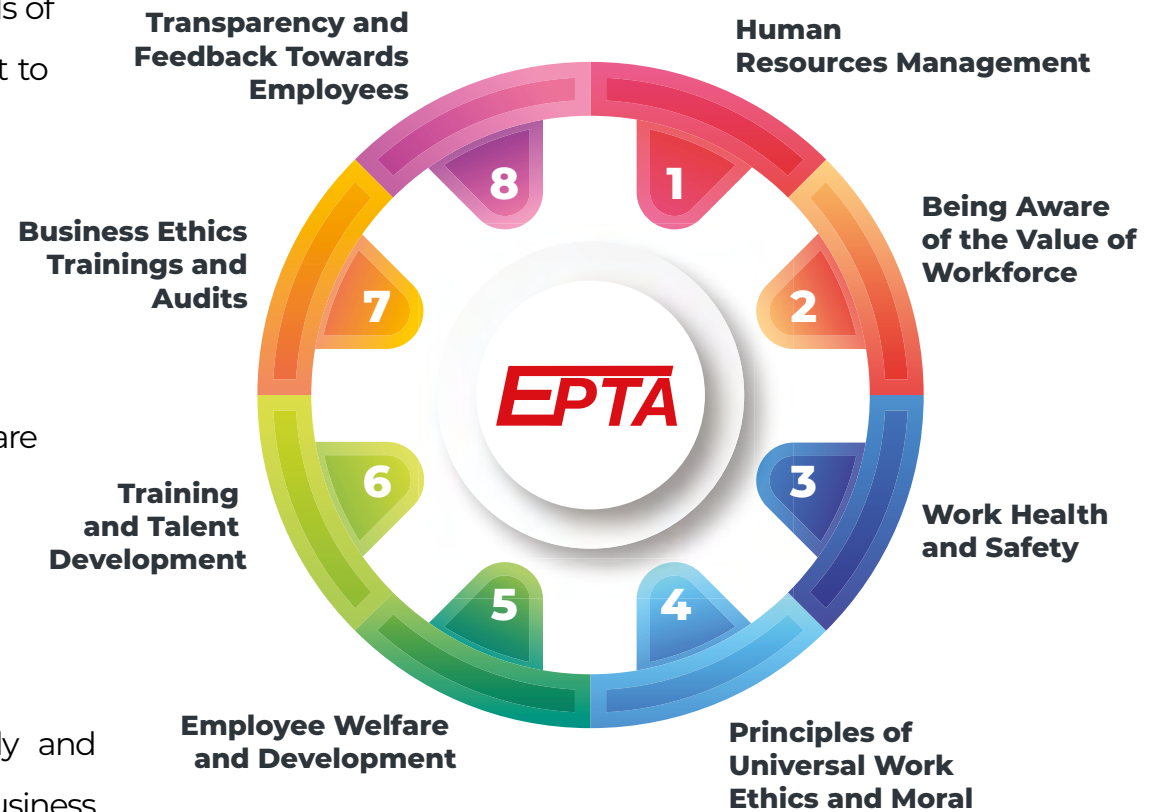 ls of
t to
are
ly and
usiness
Transparency and
Feedback Towards
Employees
Human
Resources Management
Being Aware
of the Value of
Workforce
Work Health
and Safety
Principles of
Universal Work
Ethics and Moral
Employee Welfare
and Development
Training
and Talent
Development
Business Ethics
Trainings and
Audits
1
2
3
4
5
6
7
8
EPTA